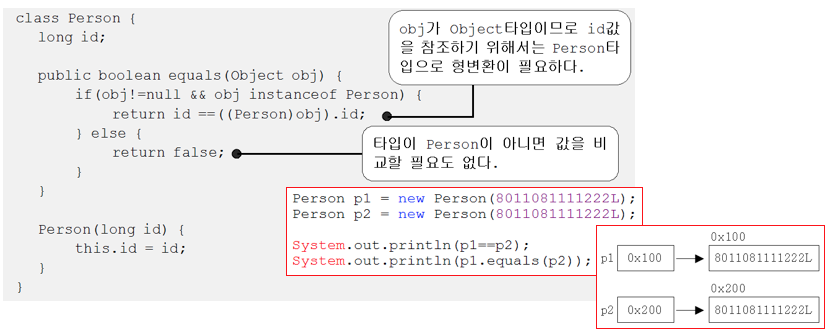 class Person {
long id;
public boolean equals(Object obj) {
if(obj!=null && obj instanceof Person) {
return id ==((Person)obj).id;
} else {
return false;
}
}
Person(long id) {
this.id = id;
}
}
obj가 Object타입이므로 id값
을 참조하기 위해서는 Person타
입으로 형변환이 필요하다.
타입이 Person이 아니면 값을 비
교할 필요도 없다.
Person p1 = new Person(8011081111222L);
Person p2 = new Person(8011081111222L);
System.out.println(p1==p2);
System.out.println(p1.equals(p2));
0x100
p1 0x100 8011081111222L
0x200
p2 0x200 8011081111222L